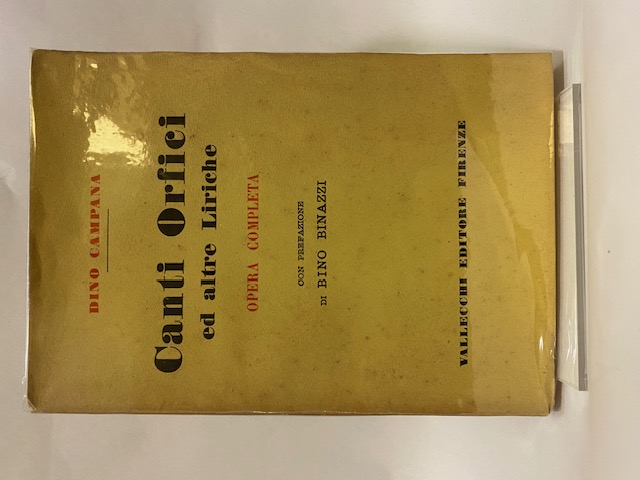 DINO CAMPANA
Canti Orfici
ed altre Liriche
OPERA COMPLETA
CON PREFAZIONE
DI BINO BINAZZI
VALLECCHI EDITORE FIRENZE